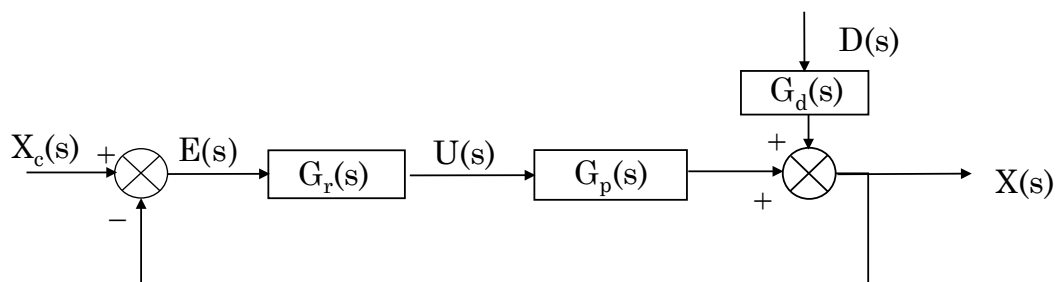 D(s)
G_d(s)
X_c(s)
+
E(s)
G_r(s)
U(s)
G_p(s)
+
+
X(s)
−